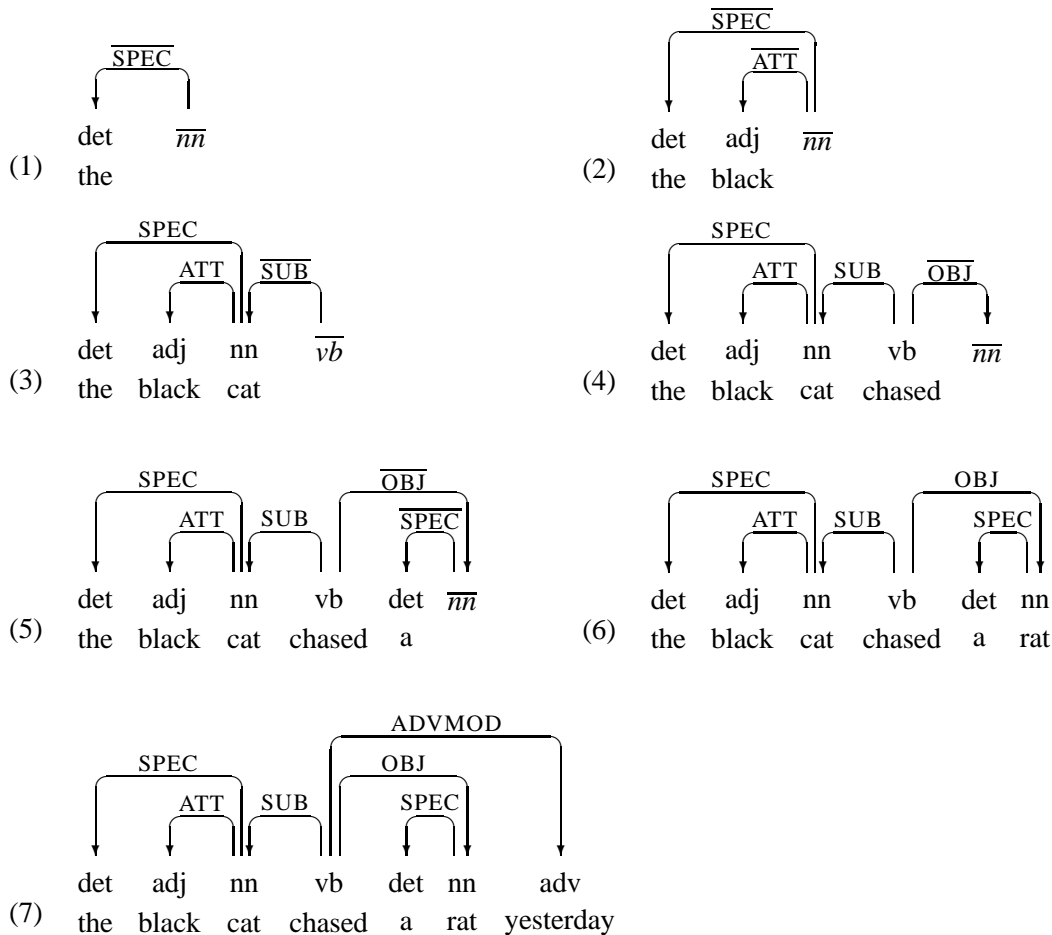 SPEC
det nn
(1) the
SPEC
ATT
det adj nn
(2) the black
SPEC
ATT SUB
det adj nn vb
(3) the black cat
SPEC
ATT SUB OBJ
det adj nn vb nn
(4) the black cat chased
SPEC OBJ
ATT SUB SPEC
det adj nn vb det nn
(5) the black cat chased a
SPEC OBJ
ATT SUB SPEC
det adj nn vb det nn
(6) the black cat chased a rat
ADVMOD
SPEC OBJ
ATT SUB SPEC
det adj nn vb det nn adv
(7) the black cat chased a rat yesterday